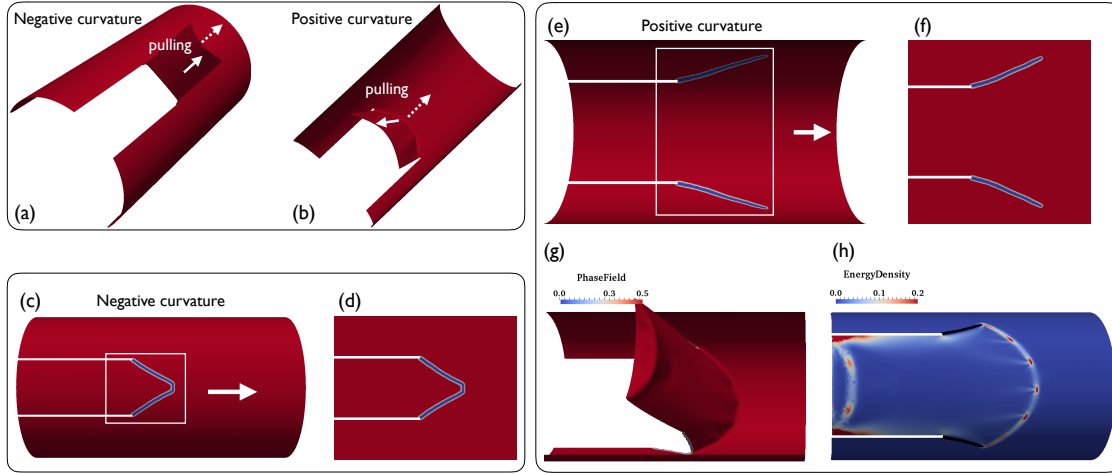 Negative curvature
pulling
(a)
Positive curvature
pulling
(b)
(c)
Negative curvature
(d)
(e)
Positive curvature
(f)
(g)
PhaseField
0.0 0.3 0.5
(h)
EnergyDensity
0.0 0.1 0.2